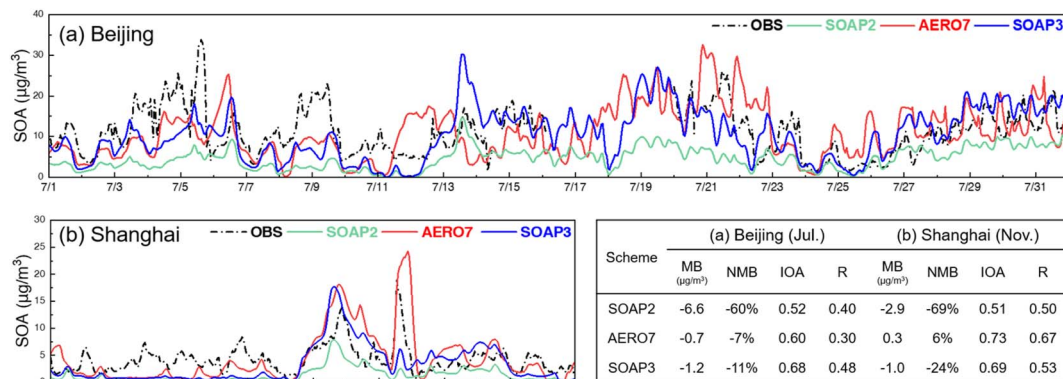 (a) Beijing
OBS SOAP2 AERO7 SOAP3
SOA (μg/m³)
40
30
20
10
0
7/1 7/3 7/5 7/7 7/9 7/11 7/13 7/15 7/17 7/19 7/21 7/23 7/25 7/27 7/29 7/31
(b) Shanghai
OBS SOAP2 AERO7 SOAP3
SOA (μg/m³)
30
25
20
15
10
5
Scheme (a) Beijing (Jul.) (b) Shanghai (Nov.)
MB (μg/m³) NMB IOA R MB (μg/m³) NMB IOA R
SOAP2 -6.6 -60% 0.52 0.40 -2.9 -69% 0.51 0.50
AERO7 -0.7 -7% 0.60 0.30 0.3 6% 0.73 0.67
SOAP3 -1.2 -11% 0.68 0.48 -1.0 -24% 0.69 0.53